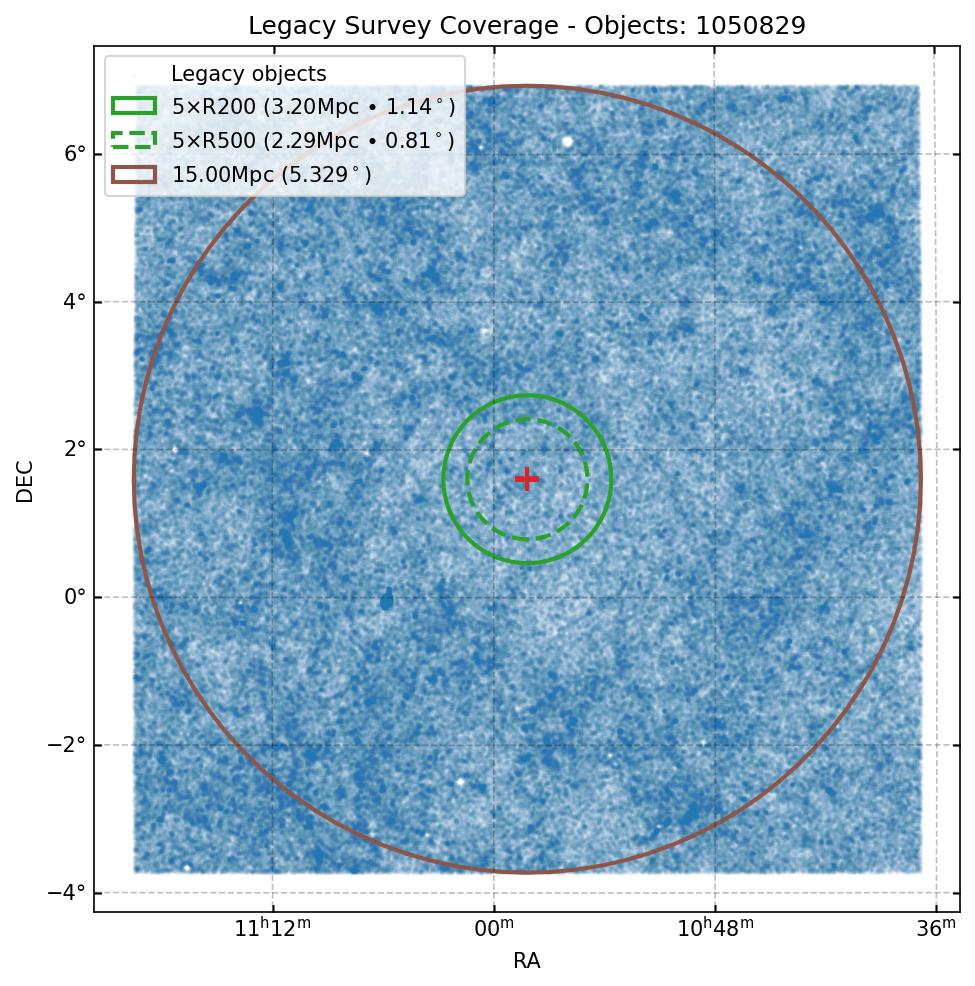 Legacy Survey Coverage - Objects: 1050829
Legacy objects
5×R200 (3.20Mpc • 1.14°)
5×R500 (2.29Mpc • 0.81°)
15.00Mpc (5.329°)
6°
4°
2°
0°
−2°
−4°
DEC
11ʰ12ᵐ 00ᵐ 10ʰ48ᵐ 36ᵐ
RA